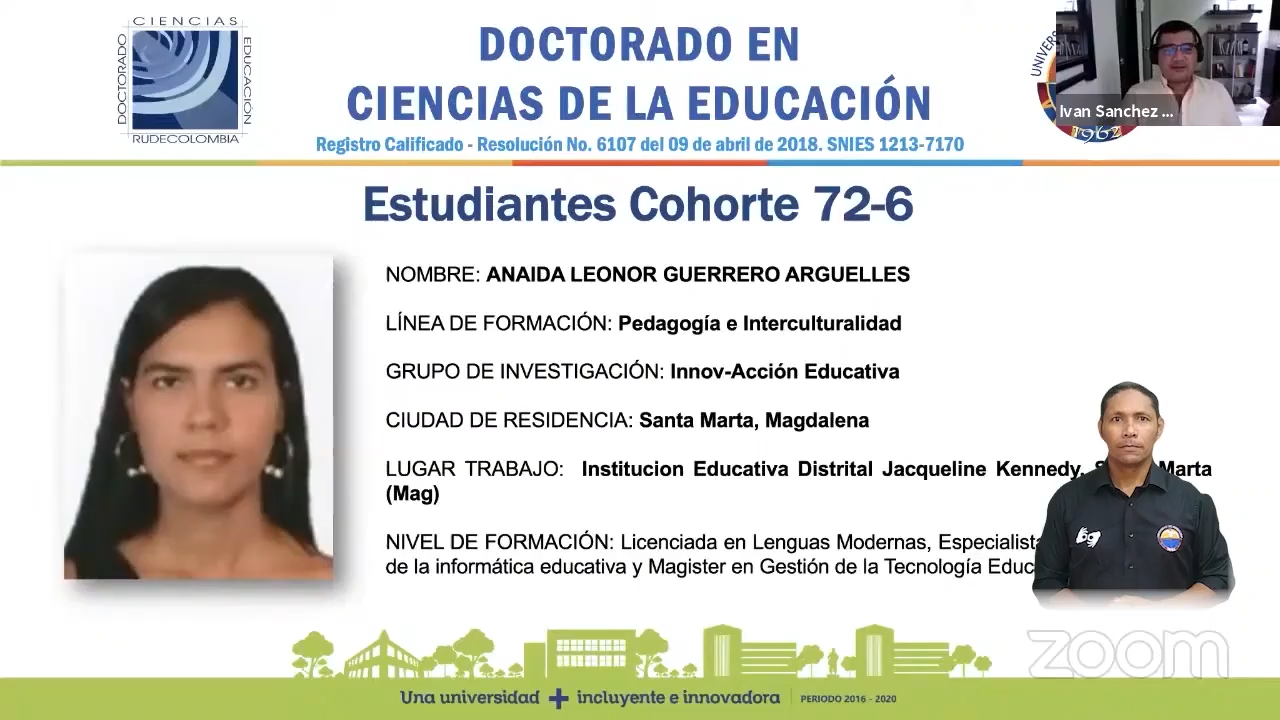 CIENCIAS
DOCTORADO
EDUCACIÓN
RUDECOLOMBIA
DOCTORADO EN
CIENCIAS DE LA EDUCACIÓN
Registro Calificado - Resolución No. 6107 del 09 de abril de 2018. SNIES 1213-7170
Ivan Sanchez ...
1962
Estudiantes Cohorte 72-6
NOMBRE: ANAIDA LEONOR GUERRERO ARGUELLES
LÍNEA DE FORMACIÓN: Pedagogía e Interculturalidad
GRUPO DE INVESTIGACIÓN: Innov-Acción Educativa
CIUDAD DE RESIDENCIA: Santa Marta, Magdalena
LUGAR TRABAJO: Institucion Educativa Distrital Jacqueline Kennedy, Marta
(Mag)
NIVEL DE FORMACIÓN: Licenciada en Lenguas Modernas, Especialista
de la informática educativa y Magister en Gestión de la Tecnología
zoom
Una universidad + incluyente e innovadora | PERIODO 2016 - 2020